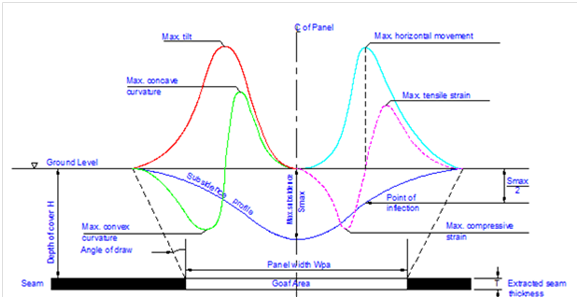 ℄ of Panel
Max. tilt
Max. horizontal movement
Max. concave
curvature
Max. tensile strain
Ground Level
Subsidence profile
Max.subsidence
Smax
Smax
2
Depth of cover H
Point of
inflection
Max. convex
curvature
Max. compressive
strain
Angle of draw
Panel width Wpa
Seam
Goaf Area
Extracted seam
thickness